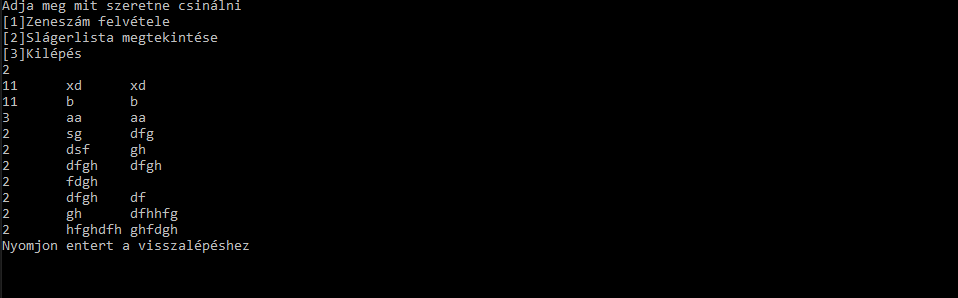 Adja meg mit szeretne csinálni
[1]Zeneszám felvétele
[2]Slágerlista megtekintése
[3]Kilépés
2
11 xd xd
11 b b
3 aa aa
2 sg dfg
2 dsf gh
2 dfgh dfgh
2 fdgh
2 dfgh df
2 gh dfhhfg
2 hfghdfh ghfdgh
Nyomjon entert a visszalépéshez